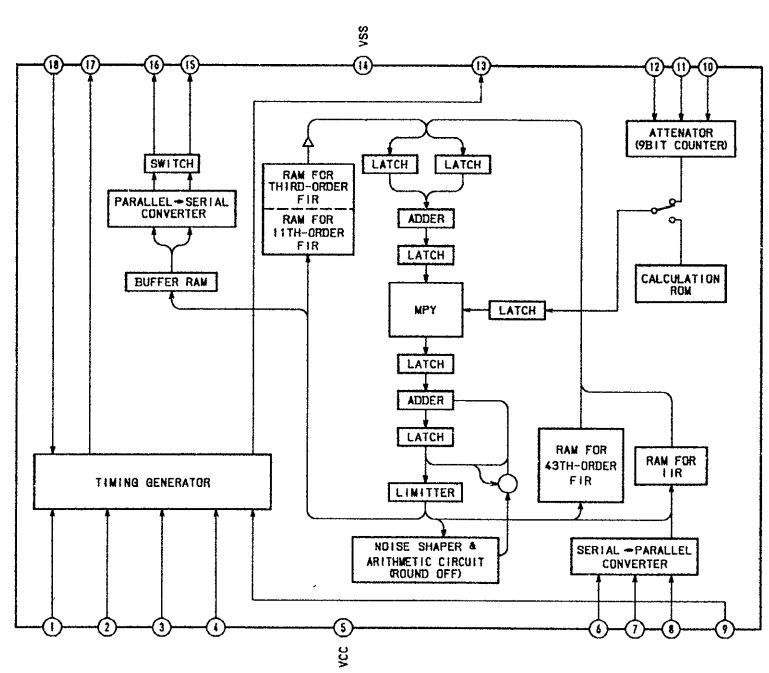 VSS
18 17 16 15 14 13 12 11 10
ATTENATOR
(9BIT COUNTER)
SWITCH
RAM FOR
THIRD-ORDER
FIR
LATCH
LATCH
PARALLEL→SERIAL
CONVERTER
RAM FOR
11TH-ORDER
FIR
ADDER
LATCH
BUFFER RAM
CALCULATION
ROM
MPY
LATCH
LATCH
ADDER
LATCH
RAM FOR
43TH-ORDER
FIR
RAM FOR
IIR
TIMING GENERATOR
LIMITTER
NOISE SHAPER &
ARITHMETIC CIRCUIT
(ROUND OFF)
SERIAL→PARALLEL
CONVERTER
1 2 3 4 5 6 7 8 9
VCC